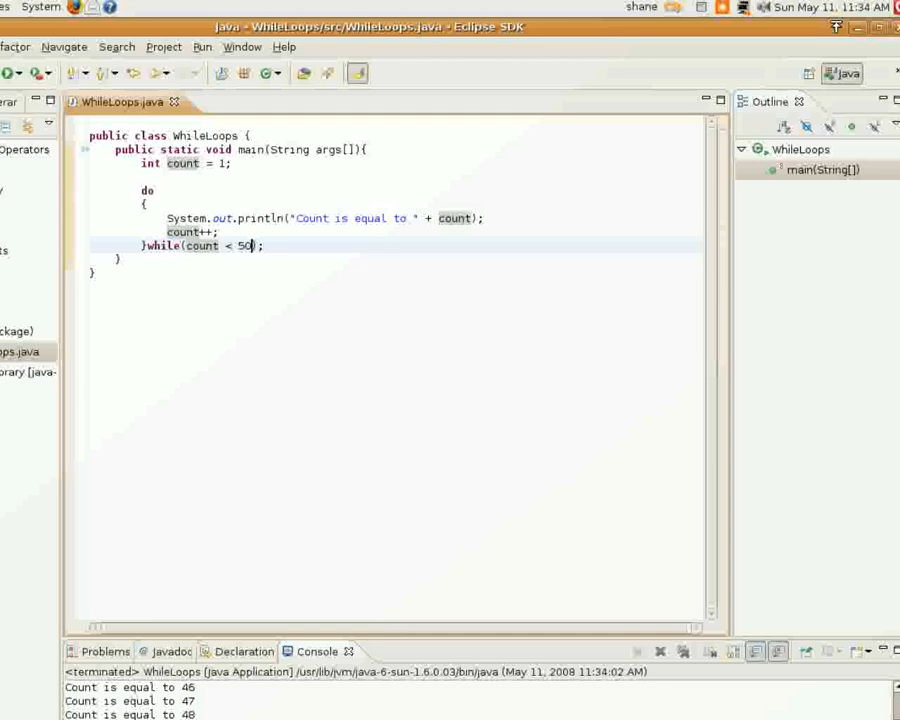 es System shane Sun May 11, 11:34 AM
Java - WhileLoops/src/WhileLoops.java - Eclipse SDK
factor Navigate Search Project Run Window Help
Java
erar WhileLoops.java Outline
Operators
WhileLoops
main(String[])
public class WhileLoops {
public static void main(String args[]){
int count = 1;
do
{
System.out.println("Count is equal to " + count);
count++;
}while(count < 50);
}
}
ts
ckage)
ops.java
brary [java-
Problems Javadoc Declaration Console
<terminated> WhileLoops [Java Application] /usr/lib/jvm/java-6-sun-1.6.0.03/bin/java (May 11, 2008 11:34:02 AM)
Count is equal to 46
Count is equal to 47
Count is equal to 48